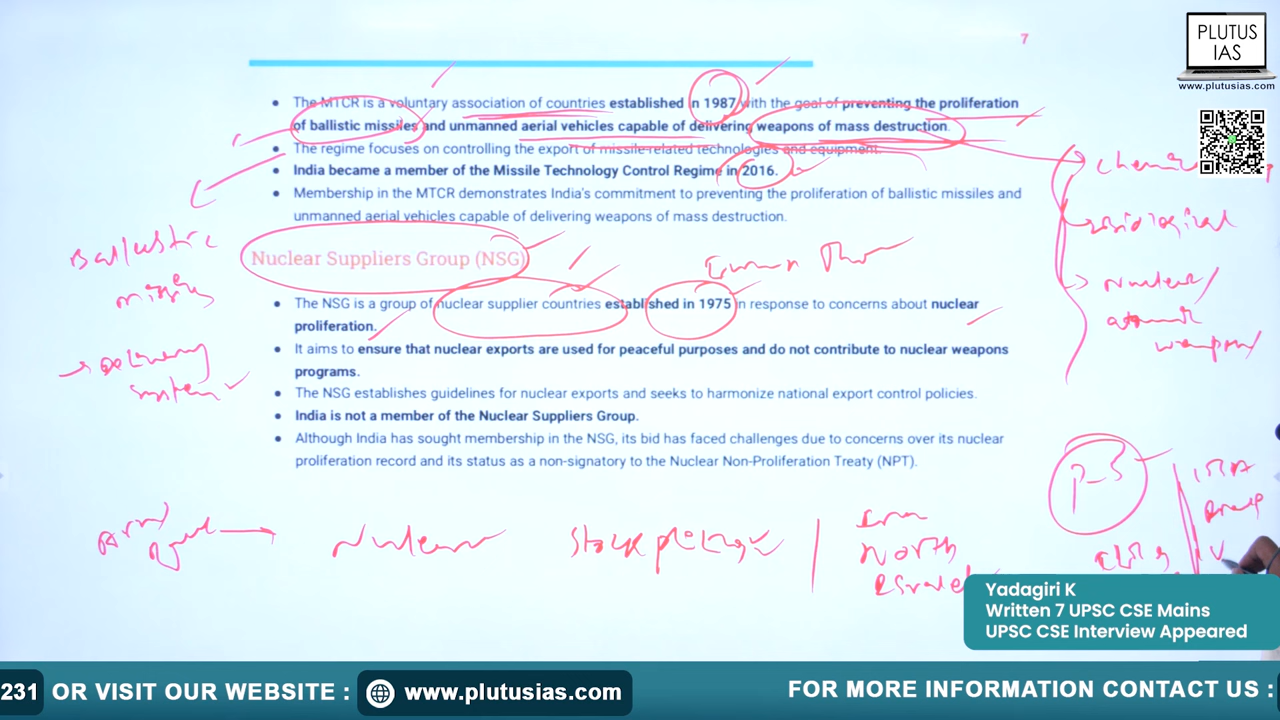 7
PLUTUS
IAS
www.plutusias.com
• The MTCR is a voluntary association of countries established in 1987 with the goal of preventing the proliferation
of ballistic missiles and unmanned aerial vehicles capable of delivering weapons of mass destruction.
• The regime focuses on controlling the export of missile-related technologies and equipment.
• India became a member of the Missile Technology Control Regime in 2016.
• Membership in the MTCR demonstrates India's commitment to preventing the proliferation of ballistic missiles and
unmanned aerial vehicles capable of delivering weapons of mass destruction.
Nuclear Suppliers Group (NSG)
• The NSG is a group of nuclear supplier countries established in 1975 in response to concerns about nuclear
proliferation.
• It aims to ensure that nuclear exports are used for peaceful purposes and do not contribute to nuclear weapons
programs.
• The NSG establishes guidelines for nuclear exports and seeks to harmonize national export control policies.
• India is not a member of the Nuclear Suppliers Group.
• Although India has sought membership in the NSG, its bid has faced challenges due to concerns over its nuclear
proliferation record and its status as a non-signatory to the Nuclear Non-Proliferation Treaty (NPT).
Nuclear/
system
P-5
Nuclear
North
Yadagiri K
Written 7 UPSC CSE Mains
UPSC CSE Interview Appeared
231 OR VISIT OUR WEBSITE : www.plutusias.com
FOR MORE INFORMATION CONTACT US :